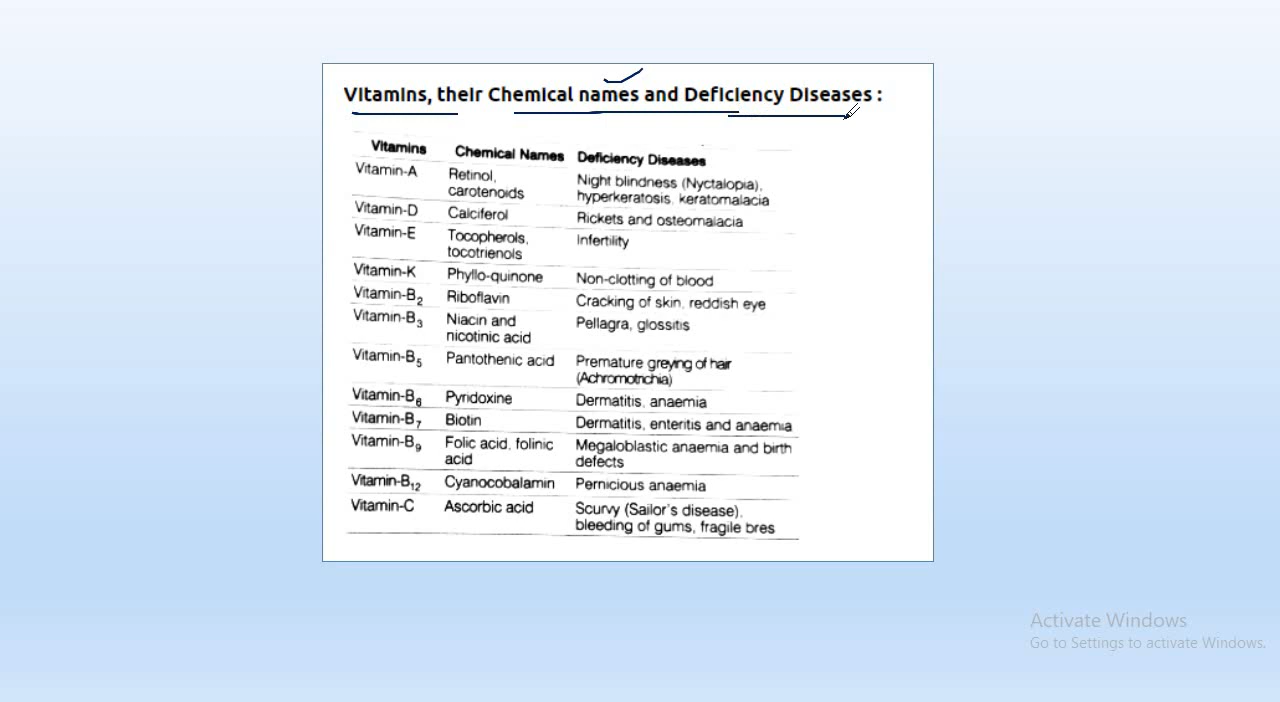 Vitamins, their Chemical names and Deficiency Diseases :
Vitamins Chemical Names Deficiency Diseases
Vitamin-A Retinol, Night blindness (Nyctalopia),
carotenoids hyperkeratosis, keratomalacia
Vitamin-D Calciferol Rickets and osteomalacia
Vitamin-E Tocopherols, Infertility
tocotrienols
Vitamin-K Phyllo-quinone Non-clotting of blood
Vitamin-B₂ Riboflavin Cracking of skin, reddish eye
Vitamin-B₃ Niacin and Pellagra, glossitis
nicotinic acid
Vitamin-B₅ Pantothenic acid Premature greying of hair
(Achromotrichia)
Vitamin-B₆ Pyridoxine Dermatitis, anaemia
Vitamin-B₇ Biotin Dermatitis, enteritis and anaemia
Vitamin-B₉ Folic acid, folinic Megaloblastic anaemia and birth
acid defects
Vitamin-B₁₂ Cyanocobalamin Pernicious anaemia
Vitamin-C Ascorbic acid Scurvy (Sailor's disease),
bleeding of gums, fragile bres
Activate Windows
Go to Settings to activate Windows.